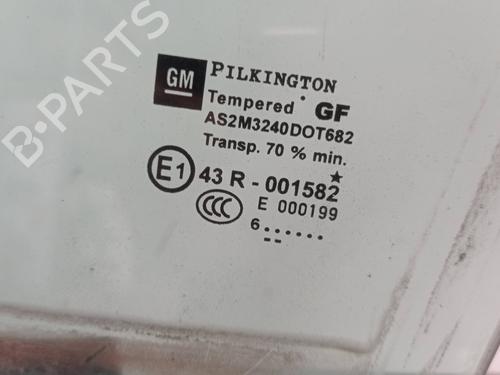 GM PILKINGTON
Tempered GF
AS2M3240DOT682
Transp. 70 % min.
E1 43 R - 001582
CCC E 000199
6......
B-PARTS